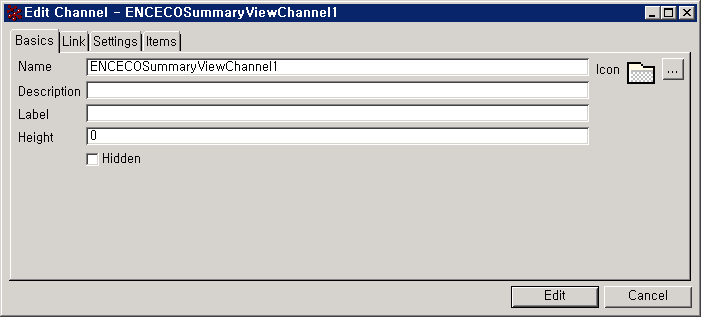 Edit Channel - ENCECOSummaryViewChannel1
Basics Link Settings Items
Name ENCECOSummaryViewChannel1 Icon ...
Description
Label
Height 0
Hidden
Edit Cancel